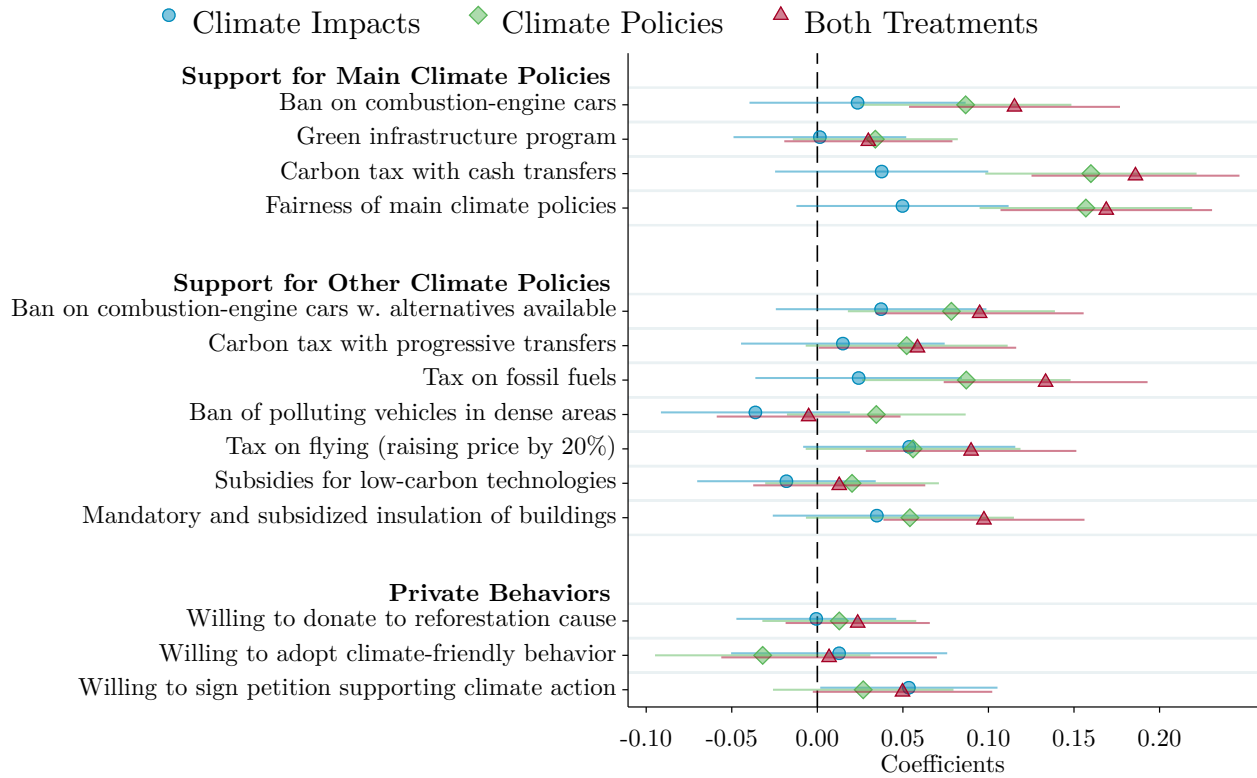 Climate Impacts Climate Policies Both Treatments
Support for Main Climate Policies
Ban on combustion-engine cars
Green infrastructure program
Carbon tax with cash transfers
Fairness of main climate policies
Support for Other Climate Policies
Ban on combustion-engine cars w. alternatives available
Carbon tax with progressive transfers
Tax on fossil fuels
Ban of polluting vehicles in dense areas
Tax on flying (raising price by 20%)
Subsidies for low-carbon technologies
Mandatory and subsidized insulation of buildings
Private Behaviors
Willing to donate to reforestation cause
Willing to adopt climate-friendly behavior
Willing to sign petition supporting climate action
-0.10 -0.05 0.00 0.05 0.10 0.15 0.20
Coefficients